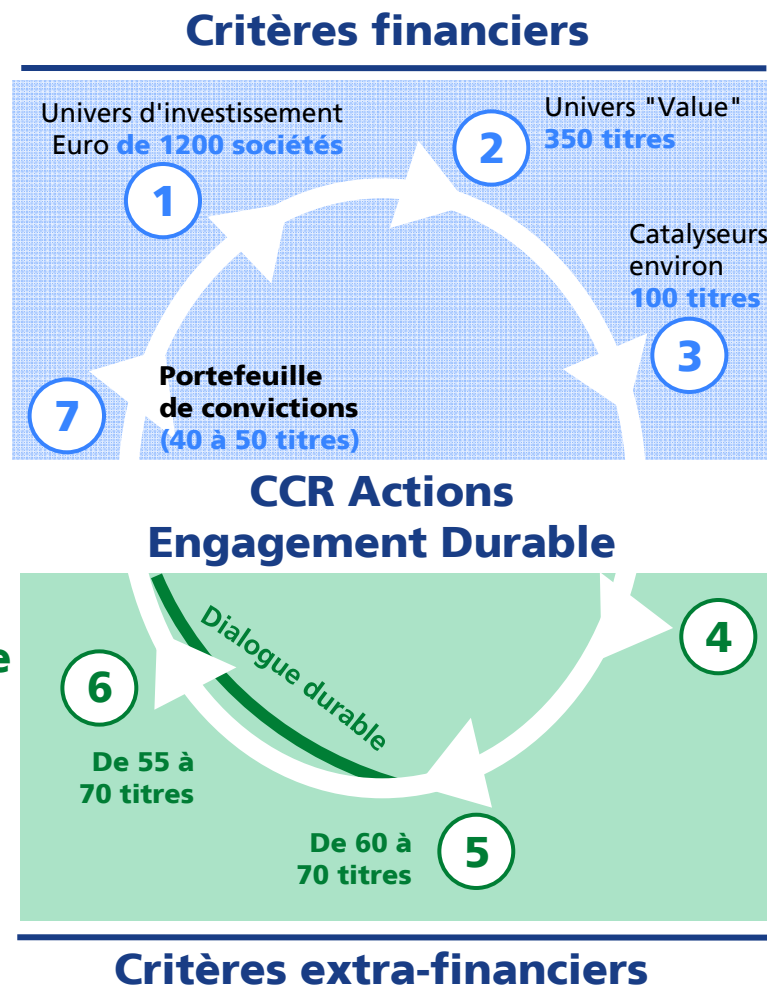 Critères financiers
Univers d'investissement
Euro de 1200 sociétés
1
2
Univers "Value"
350 titres
Catalyseurs
environ
100 titres
3
7
Portefeuille
de convictions
(40 à 50 titres)
CCR Actions
Engagement Durable
4
Dialogue durable
e
6
De 55 à
70 titres
De 60 à
70 titres
5
Critères extra-financiers